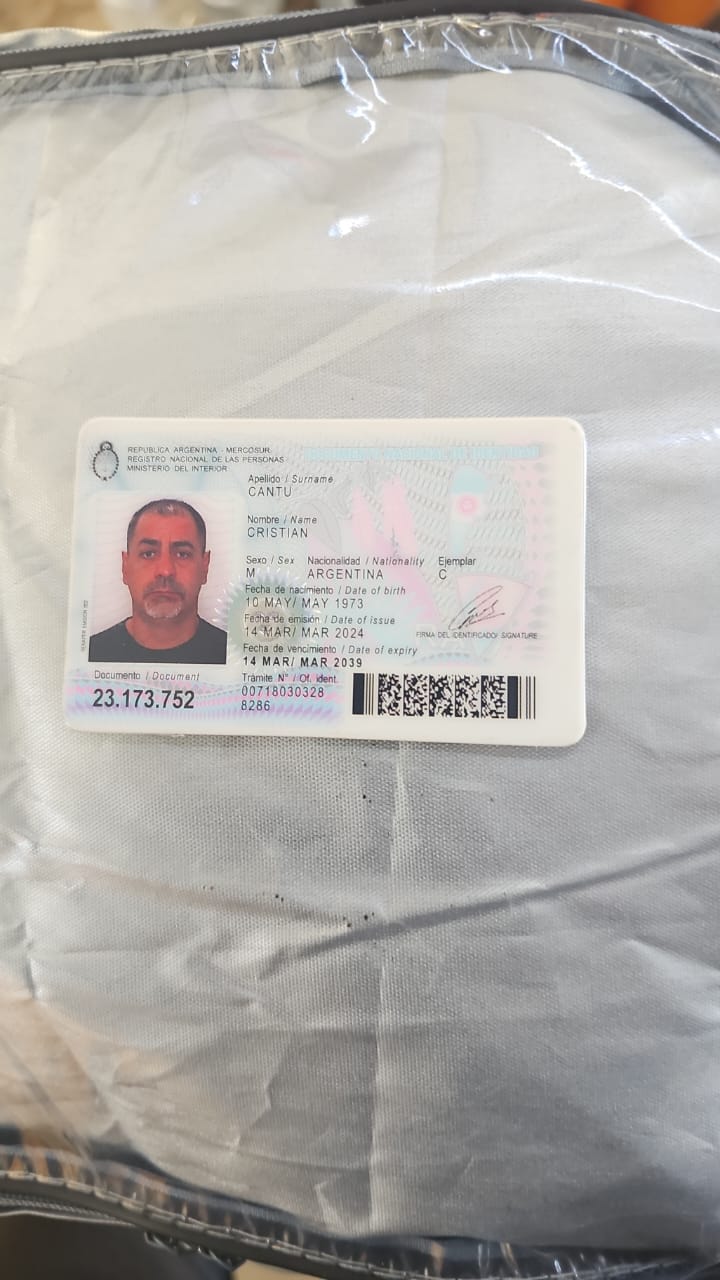 REPUBLICA ARGENTINA - MERCOSUR
REGISTRO NACIONAL DE LAS PERSONAS
MINISTERIO DEL INTERIOR
Apellido / Surname
CANTU
Nombre / Name
CRISTIAN
Sexo / Sex Nacionalidad / Nationality Ejemplar
M ARGENTINA C
Fecha de nacimiento / Date of birth
10 MAY/ MAY 1973
Fecha de emisión / Date of issue
14 MAR/ MAR 2024
FIRMA DEL IDENTIFICADO/ SIGNATURE
Fecha de vencimiento / Date of expiry
14 MAR/ MAR 2039
Documento / Document
23.173.752
Trámite N° / Of. ident.
00718030328
8286